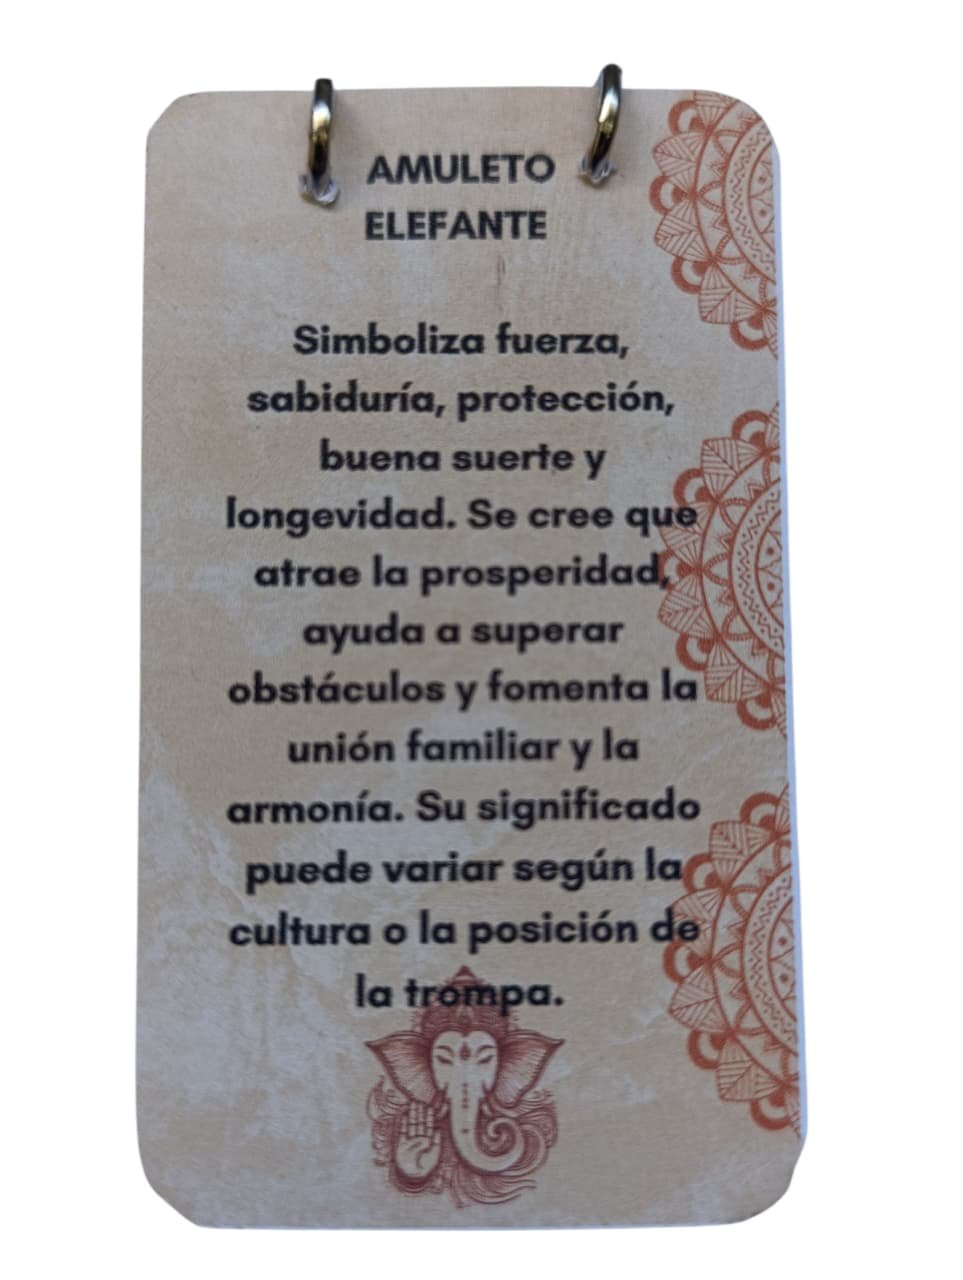 AMULETO
ELEFANTE
Simboliza fuerza,
sabiduría, protección,
buena suerte y
longevidad. Se cree que
atrae la prosperidad,
ayuda a superar
obstáculos y fomenta la
unión familiar y la
armonía. Su significado
puede variar según la
cultura o la posición de
la trompa.